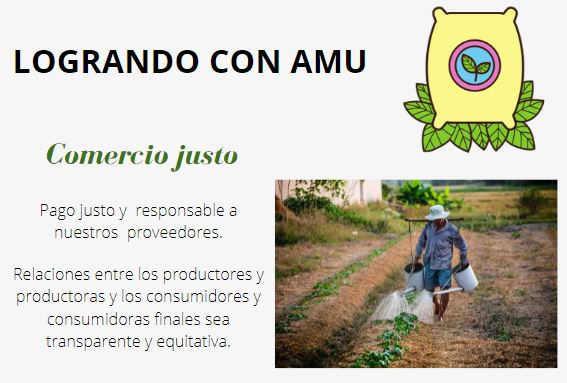 LOGRANDO CON AMU
Comercio justo
Pago justo y responsable a
nuestros proveedores.
Relaciones entre los productores y
productoras y los consumidores y
consumidoras finales sea
transparente y equitativa.